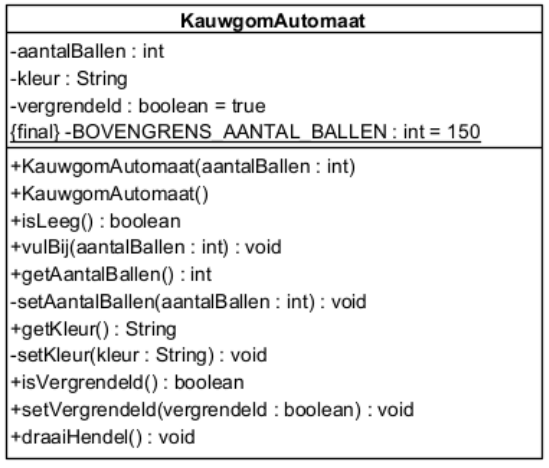 KauwgomAutomaat
-aantalBallen : int
-kleur : String
-vergrendeld : boolean = true
{final} -BOVENGRENS_AANTAL_BALLEN : int = 150
+KauwgomAutomaat(aantalBallen : int)
+KauwgomAutomaat()
+isLeeg() : boolean
+vulBij(aantalBallen : int) : void
+getAantalBallen() : int
-setAantalBallen(aantalBallen : int) : void
+getKleur() : String
-setKleur(kleur : String) : void
+isVergrendeld() : boolean
+setVergrendeld(vergrendeld : boolean) : void
+draaiHendel() : void